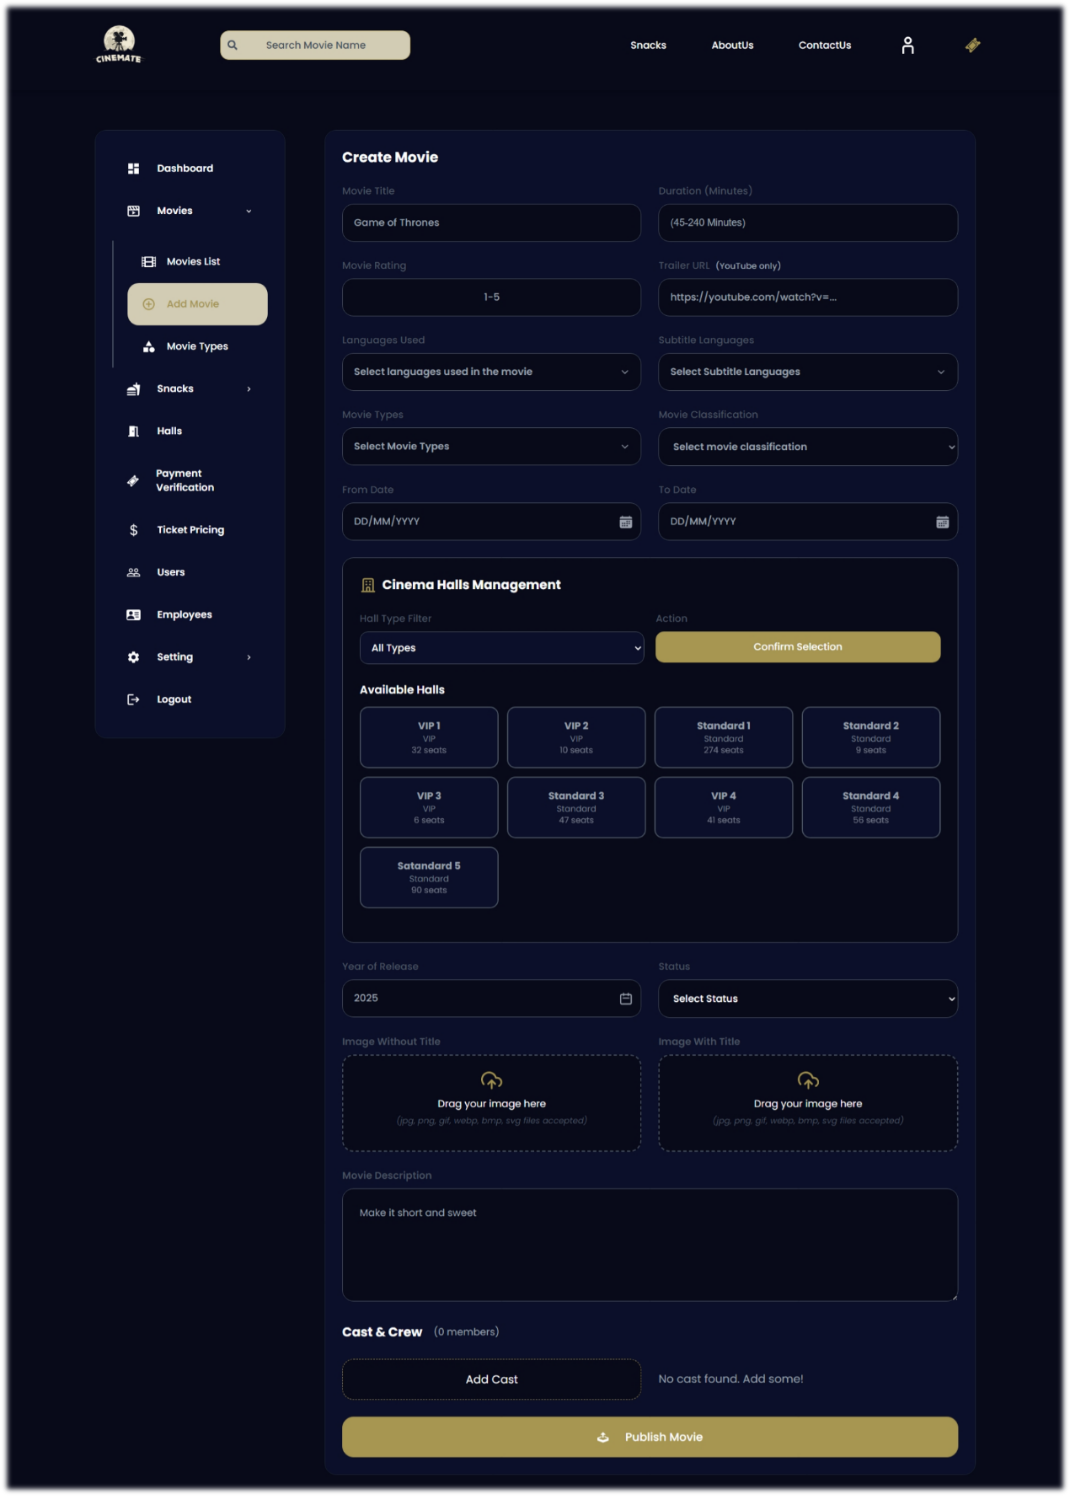 CINEMATE
Search Movie Name
Snacks
AboutUs
ContactUs
Dashboard
Movies
Movies List
Add Movie
Movie Types
Snacks
Halls
Payment
Verification
Ticket Pricing
Users
Employees
Setting
Logout
Create Movie
Movie Title
Duration (Minutes)
Game of Thrones
(45-240 Minutes)
Movie Rating
Trailer URL (YouTube only)
1-5
https://youtube.com/watch?v=...
Languages Used
Subtitle Languages
Select languages used in the movie
Select Subtitle Languages
Movie Types
Movie Classification
Select Movie Types
Select movie classification
From Date
To Date
DD/MM/YYYY
DD/MM/YYYY
Cinema Halls Management
Hall Type Filter
Action
All Types
Confirm Selection
Available Halls
VIP 1
VIP
32 seats
VIP 2
VIP
10 seats
Standard 1
Standard
274 seats
Standard 2
Standard
9 seats
VIP 3
VIP
6 seats
Standard 3
Standard
47 seats
VIP 4
VIP
41 seats
Standard 4
Standard
56 seats
Satandard 5
Standard
90 seats
Year of Release
Status
2025
Select Status
Image Without Title
Image With Title
Drag your image here
(jpg, png, gif, webp, bmp, svg files accepted)
Drag your image here
(jpg, png, gif, webp, bmp, svg files accepted)
Movie Description
Make it short and sweet
Cast & Crew (0 members)
Add Cast
No cast found. Add some!
Publish Movie